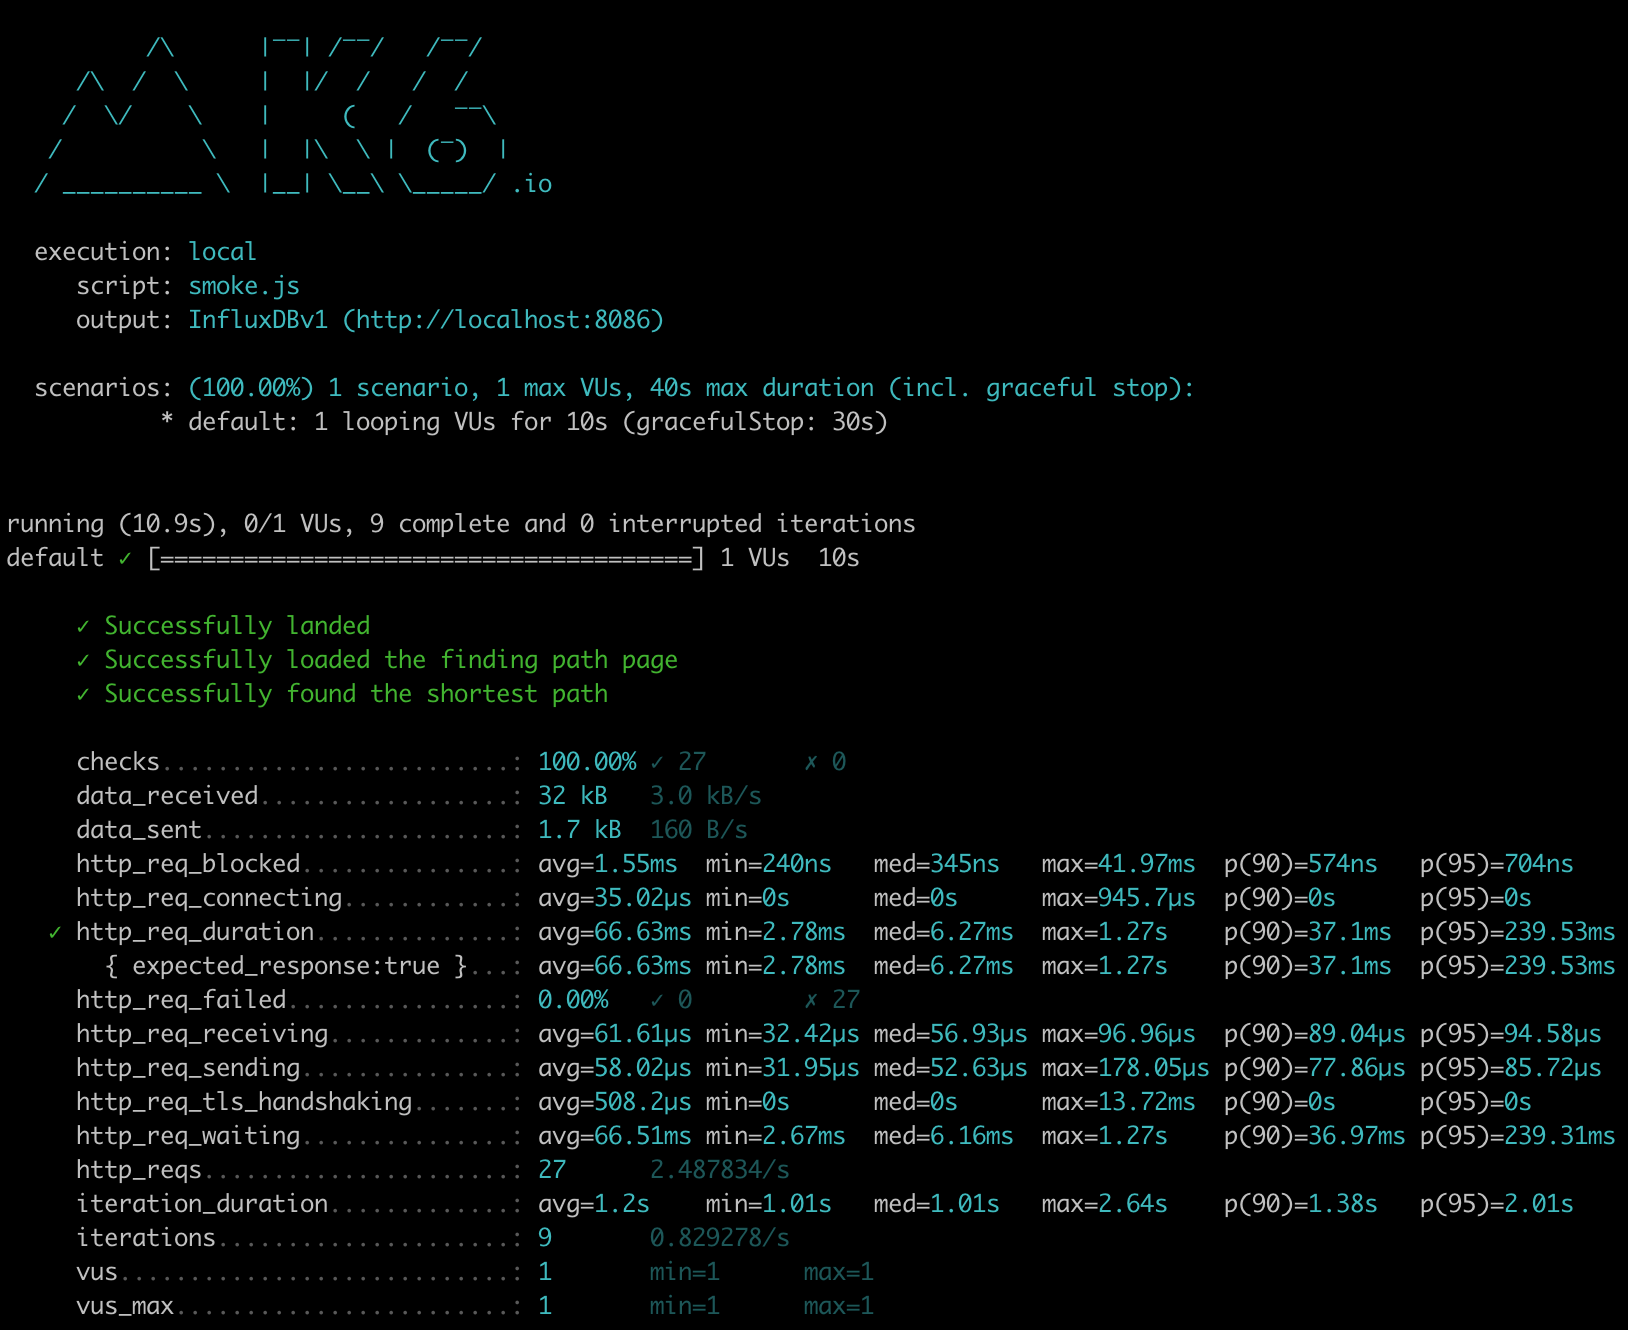 /\      |‾‾| /‾‾/   /‾‾/
     /\  /  \     |  |/  /   /  /
    /  \/    \    |     (   /   ‾‾\
   /          \   |  |\  \ |  (‾)  |
  / __________ \  |__| \__\ \_____/ .io

  execution: local
     script: smoke.js
     output: InfluxDBv1 (http://localhost:8086)

  scenarios: (100.00%) 1 scenario, 1 max VUs, 40s max duration (incl. graceful stop):
           * default: 1 looping VUs for 10s (gracefulStop: 30s)

running (10.9s), 0/1 VUs, 9 complete and 0 interrupted iterations
default ✓ [======================================] 1 VUs  10s

     ✓ Successfully landed
     ✓ Successfully loaded the finding path page
     ✓ Successfully found the shortest path

     checks.........................: 100.00% ✓ 27       ✗ 0
     data_received..................: 32 kB   3.0 kB/s
     data_sent......................: 1.7 kB  160 B/s
     http_req_blocked...............: avg=1.55ms  min=240ns   med=345ns   max=41.97ms  p(90)=574ns   p(95)=704ns
     http_req_connecting............: avg=35.02µs min=0s      med=0s      max=945.7µs  p(90)=0s      p(95)=0s
   ✓ http_req_duration..............: avg=66.63ms min=2.78ms  med=6.27ms  max=1.27s    p(90)=37.1ms  p(95)=239.53ms
       { expected_response:true }...: avg=66.63ms min=2.78ms  med=6.27ms  max=1.27s    p(90)=37.1ms  p(95)=239.53ms
     http_req_failed................: 0.00%   ✓ 0        ✗ 27
     http_req_receiving.............: avg=61.61µs min=32.42µs med=56.93µs max=96.96µs  p(90)=89.04µs p(95)=94.58µs
     http_req_sending...............: avg=58.02µs min=31.95µs med=52.63µs max=178.05µs p(90)=77.86µs p(95)=85.72µs
     http_req_tls_handshaking.......: avg=508.2µs min=0s      med=0s      max=13.72ms  p(90)=0s      p(95)=0s
     http_req_waiting...............: avg=66.51ms min=2.67ms  med=6.16ms  max=1.27s    p(90)=36.97ms p(95)=239.31ms
     http_reqs......................: 27      2.487834/s
     iteration_duration.............: avg=1.2s    min=1.01s   med=1.01s   max=2.64s    p(90)=1.38s   p(95)=2.01s
     iterations.....................: 9       0.829278/s
     vus............................: 1       min=1      max=1
     vus_max........................: 1       min=1      max=1